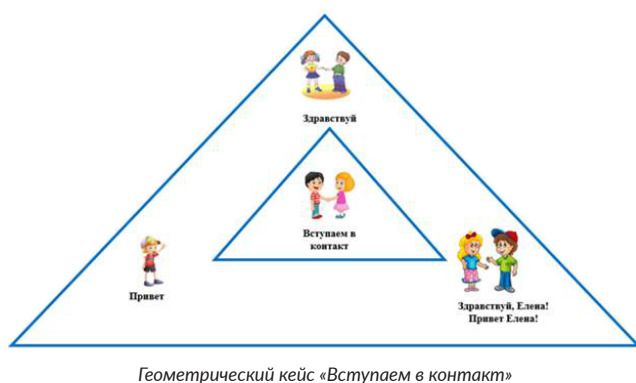 Здравствуй
Вступаем в
контакт
Привет
Здравствуй, Елена!
Привет Елена!
Геометрический кейс «Вступаем в контакт»